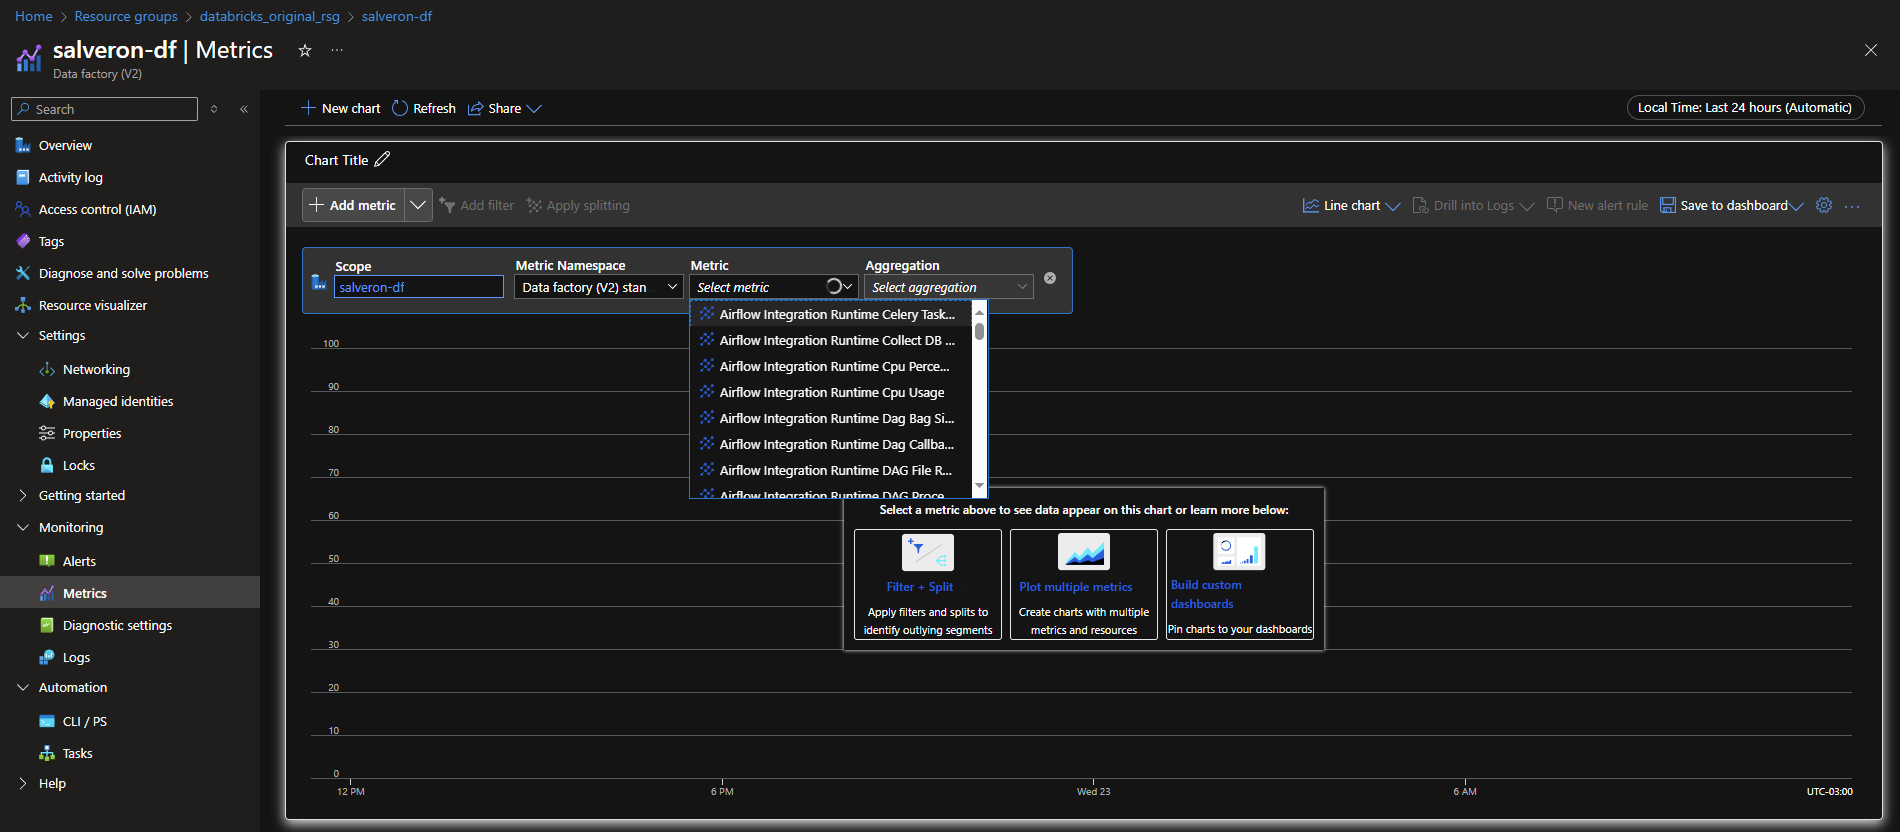 Home > Resource groups > databricks_original_rsg > salveron-df
salveron-df | Metrics
Data factory (V2)
Search
Overview
Activity log
Access control (IAM)
Tags
Diagnose and solve problems
Resource visualizer
Settings
Networking
Managed identities
Properties
Locks
Getting started
Monitoring
Alerts
Metrics
Diagnostic settings
Logs
Automation
CLI / PS
Tasks
Help
New chart Refresh Share
Local Time: Last 24 hours (Automatic)
Chart Title
Add metric Add filter Apply splitting
Line chart Drill into Logs New alert rule Save to dashboard
Scope Metric Namespace Metric Aggregation
salveron-df Data factory (V2) stan Select metric Select aggregation
Airflow Integration Runtime Celery Task...
Airflow Integration Runtime Collect DB ...
Airflow Integration Runtime Cpu Perce...
Airflow Integration Runtime Cpu Usage
Airflow Integration Runtime Dag Bag Si...
Airflow Integration Runtime Dag Callba...
Airflow Integration Runtime DAG File R...
Airflow Integration Runtime DAG Proce
100
90
80
70
60
50
40
30
20
10
0
Select a metric above to see data appear on this chart or learn more below:
Filter + Split
Apply filters and splits to
identify outlying segments
Plot multiple metrics
Create charts with multiple
metrics and resources
Build custom
dashboards
Pin charts to your dashboards
12 PM 6 PM Wed 23 6 AM UTC-03:00